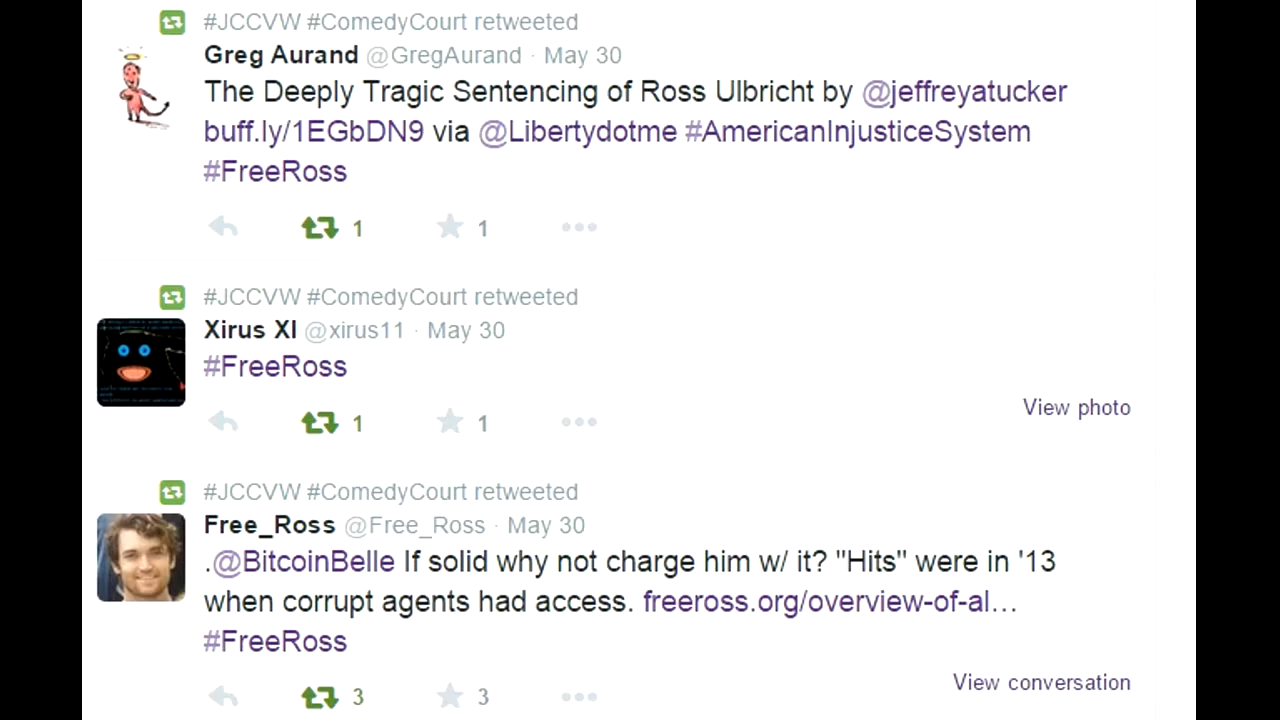 #JCCVW #ComedyCourt retweeted
Greg Aurand @GregAurand · May 30
The Deeply Tragic Sentencing of Ross Ulbricht by @jeffreyatucker
buff.ly/1EGbDN9 via @Libertydotme #AmericanInjusticeSystem
#FreeRoss
1 1
#JCCVW #ComedyCourt retweeted
Xirus XI @xirus11 · May 30
#FreeRoss
View photo
1 1
#JCCVW #ComedyCourt retweeted
Free_Ross @Free_Ross · May 30
.@BitcoinBelle If solid why not charge him w/ it? "Hits" were in '13
when corrupt agents had access. freeross.org/overview-of-al…
#FreeRoss
View conversation
3 3